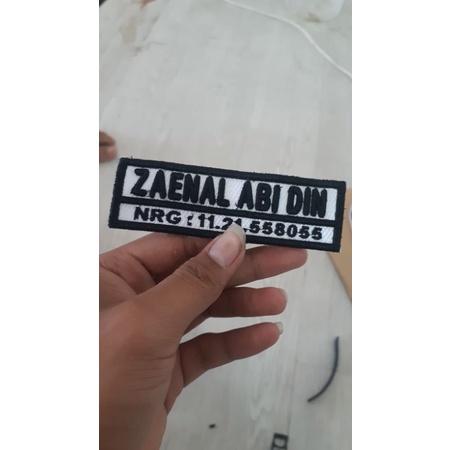 ZAENAL ABI DIN
NRG : 11.21.558055